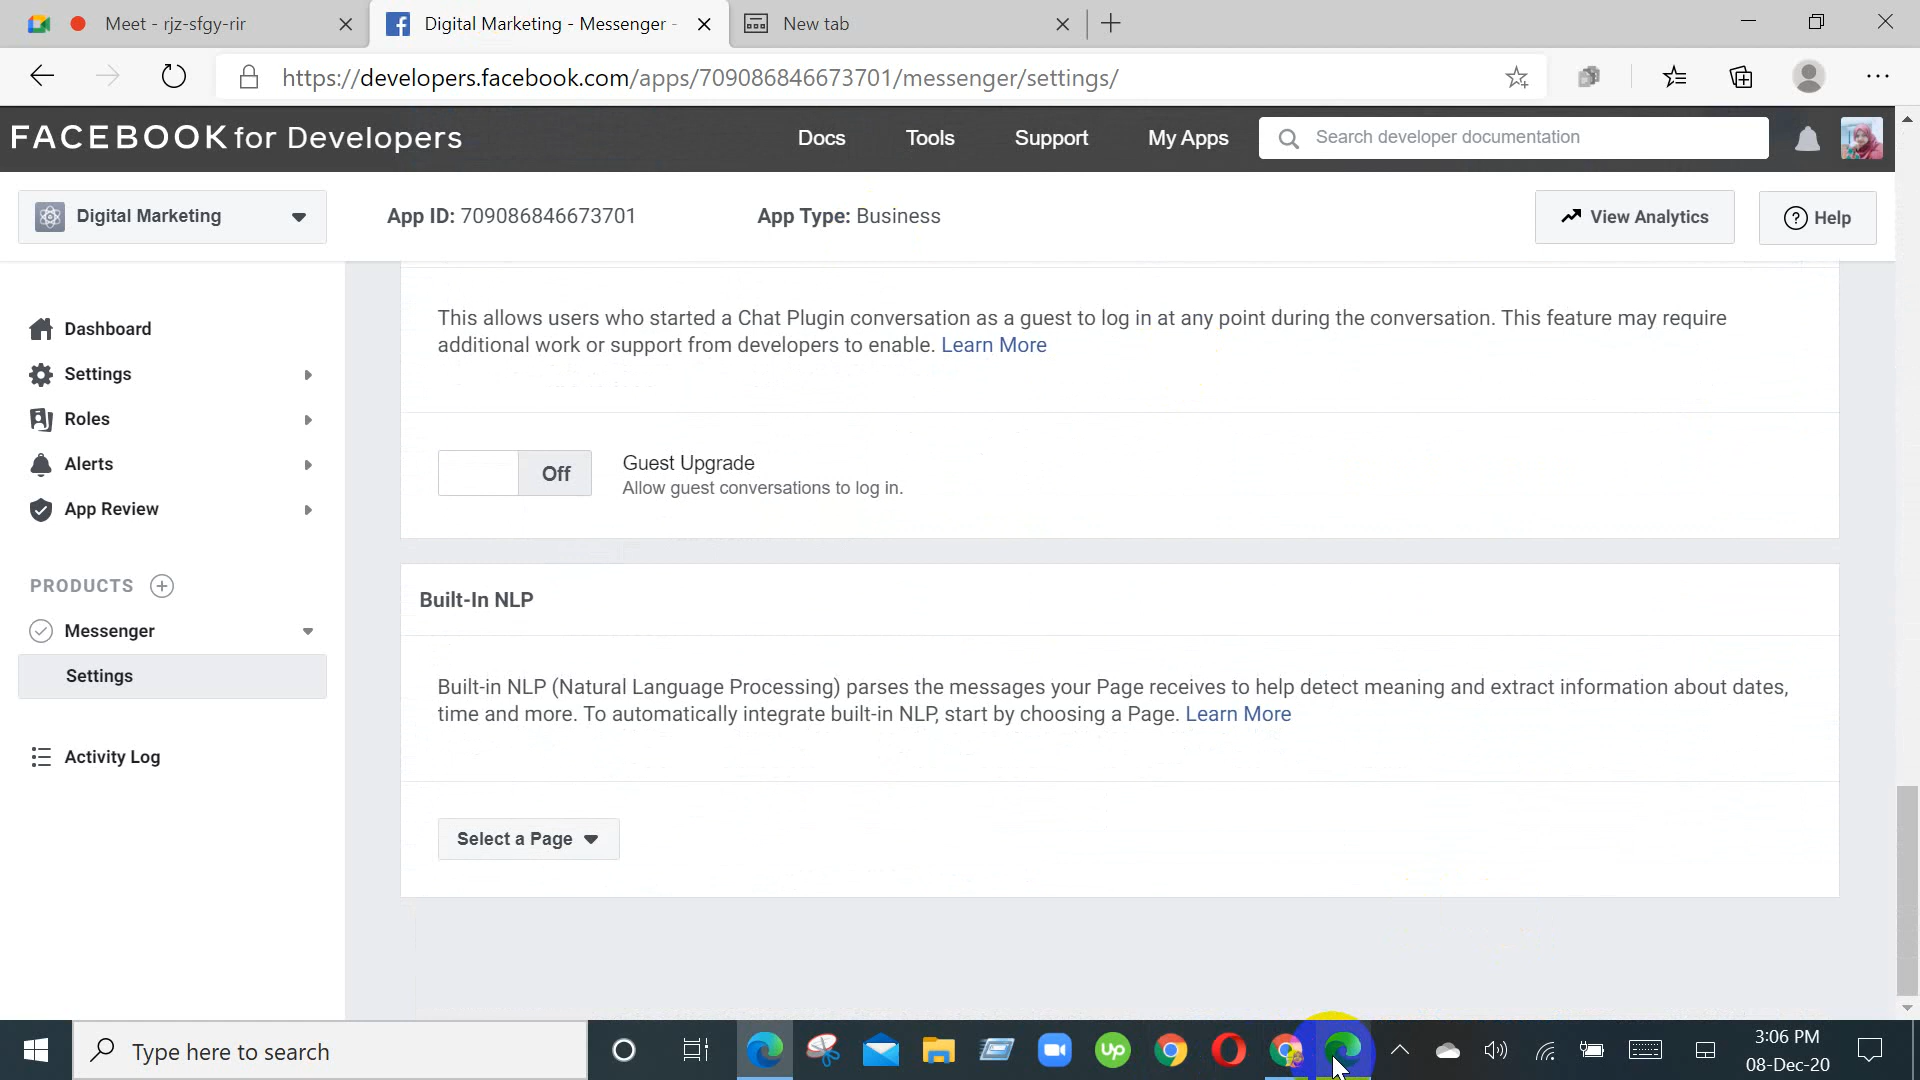 Meet - rjz-sfgy-rir
Digital Marketing - Messenger -
New tab
https://developers.facebook.com/apps/709086846673701/messenger/settings/
FACEBOOK for Developers
Docs
Tools
Support
My Apps
Search developer documentation
Digital Marketing
App ID: 709086846673701
App Type: Business
View Analytics
Help
Dashboard
Settings
Roles
Alerts
App Review
PRODUCTS
Messenger
Settings
Activity Log
This allows users who started a Chat Plugin conversation as a guest to log in at any point during the conversation. This feature may require
additional work or support from developers to enable. Learn More
Off
Guest Upgrade
Allow guest conversations to log in.
Built-In NLP
Built-in NLP (Natural Language Processing) parses the messages your Page receives to help detect meaning and extract information about dates,
time and more. To automatically integrate built-in NLP, start by choosing a Page. Learn More
Select a Page
Type here to search
Up
3:06 PM
08-Dec-20